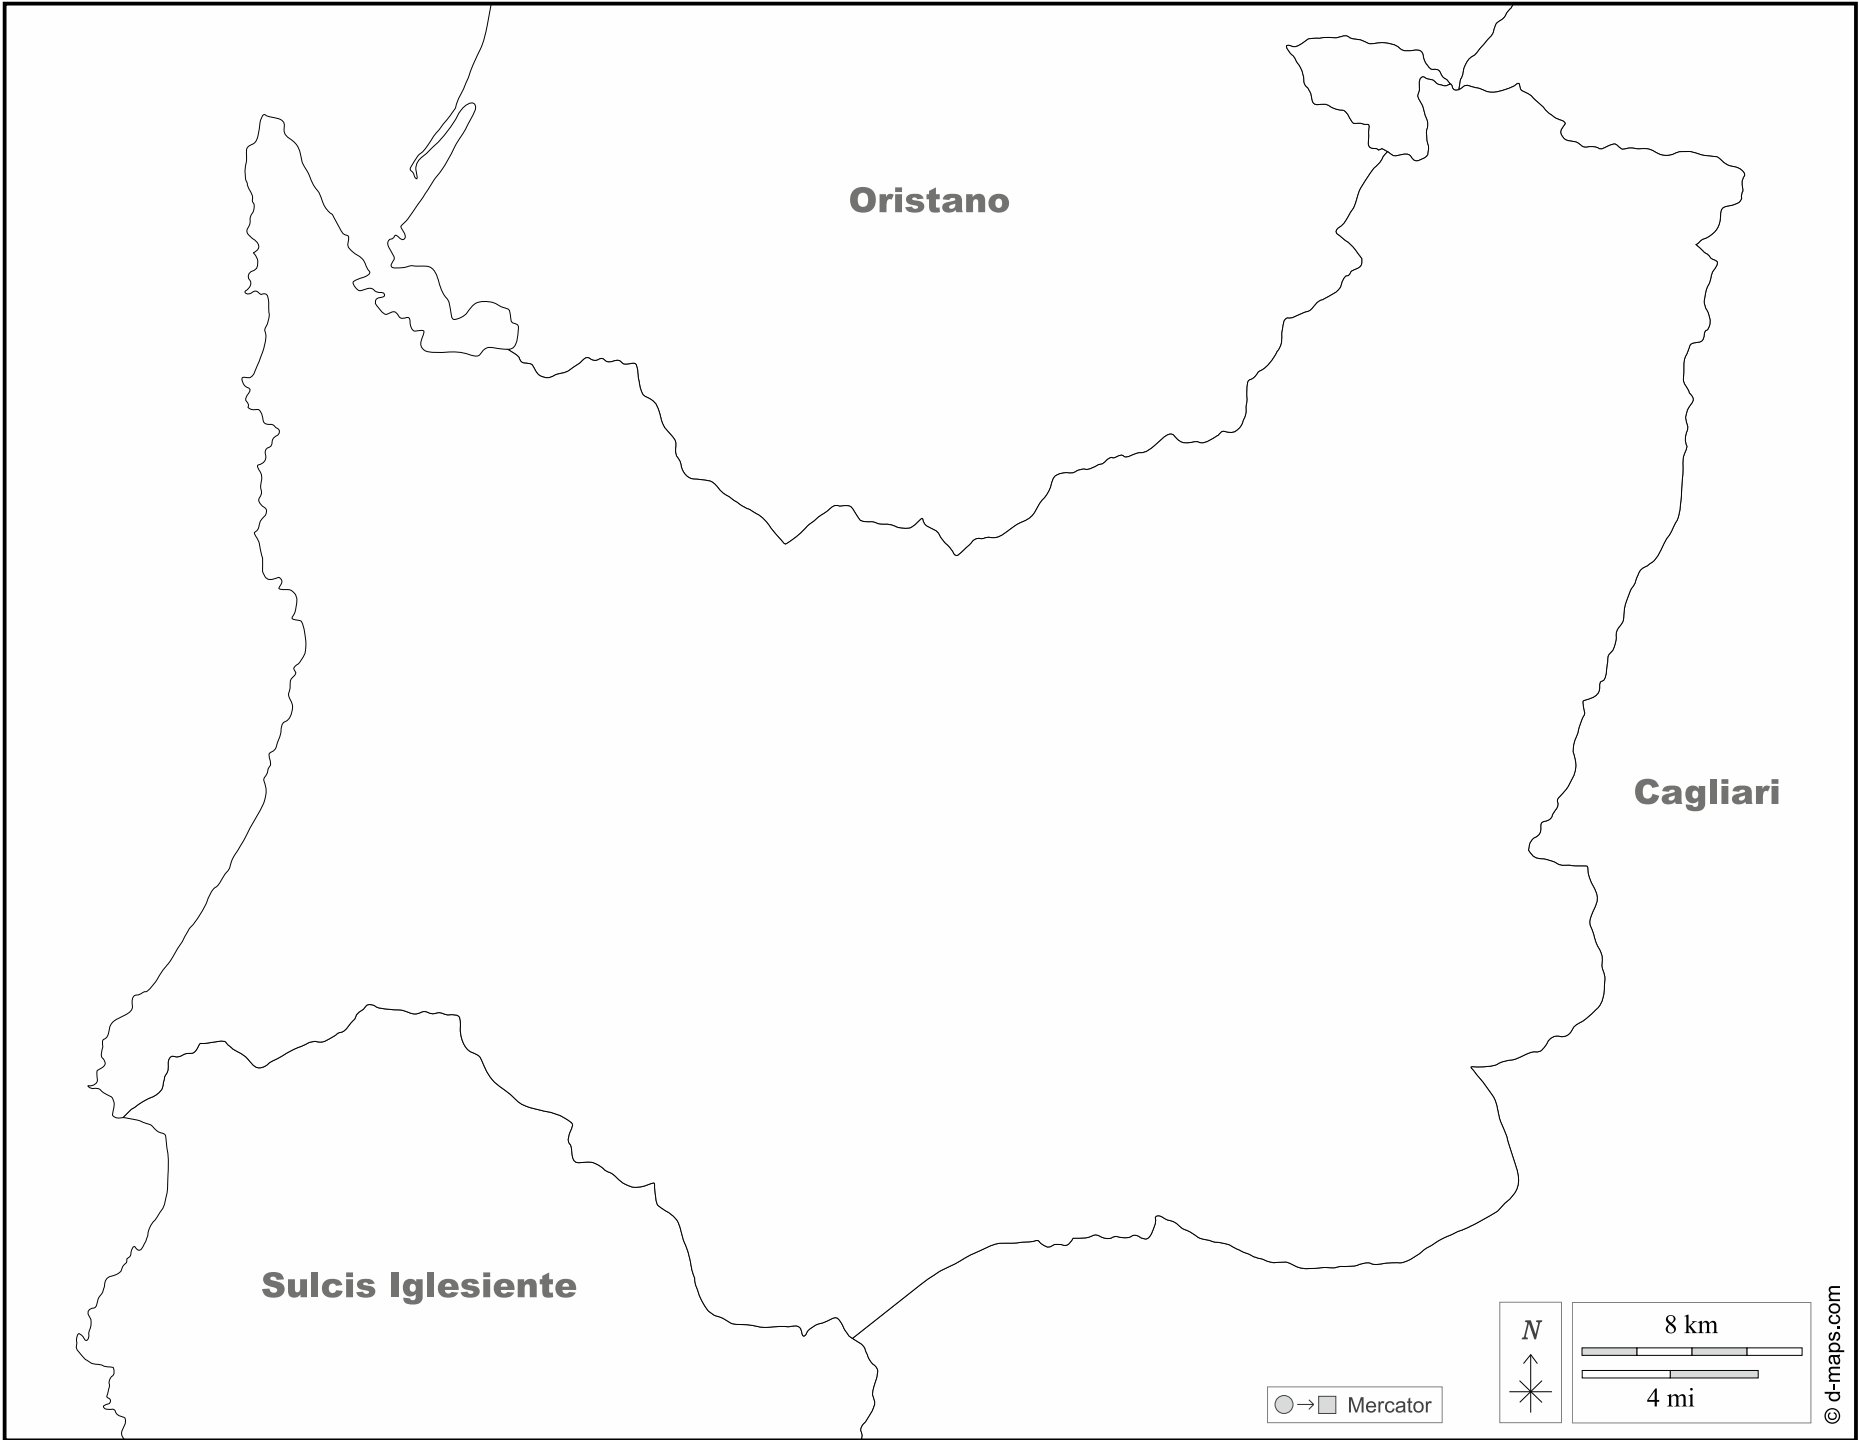 Oristano
Cagliari
Sulcis Iglesiente
N
8 km
4 mi
Mercator
© d-maps.com